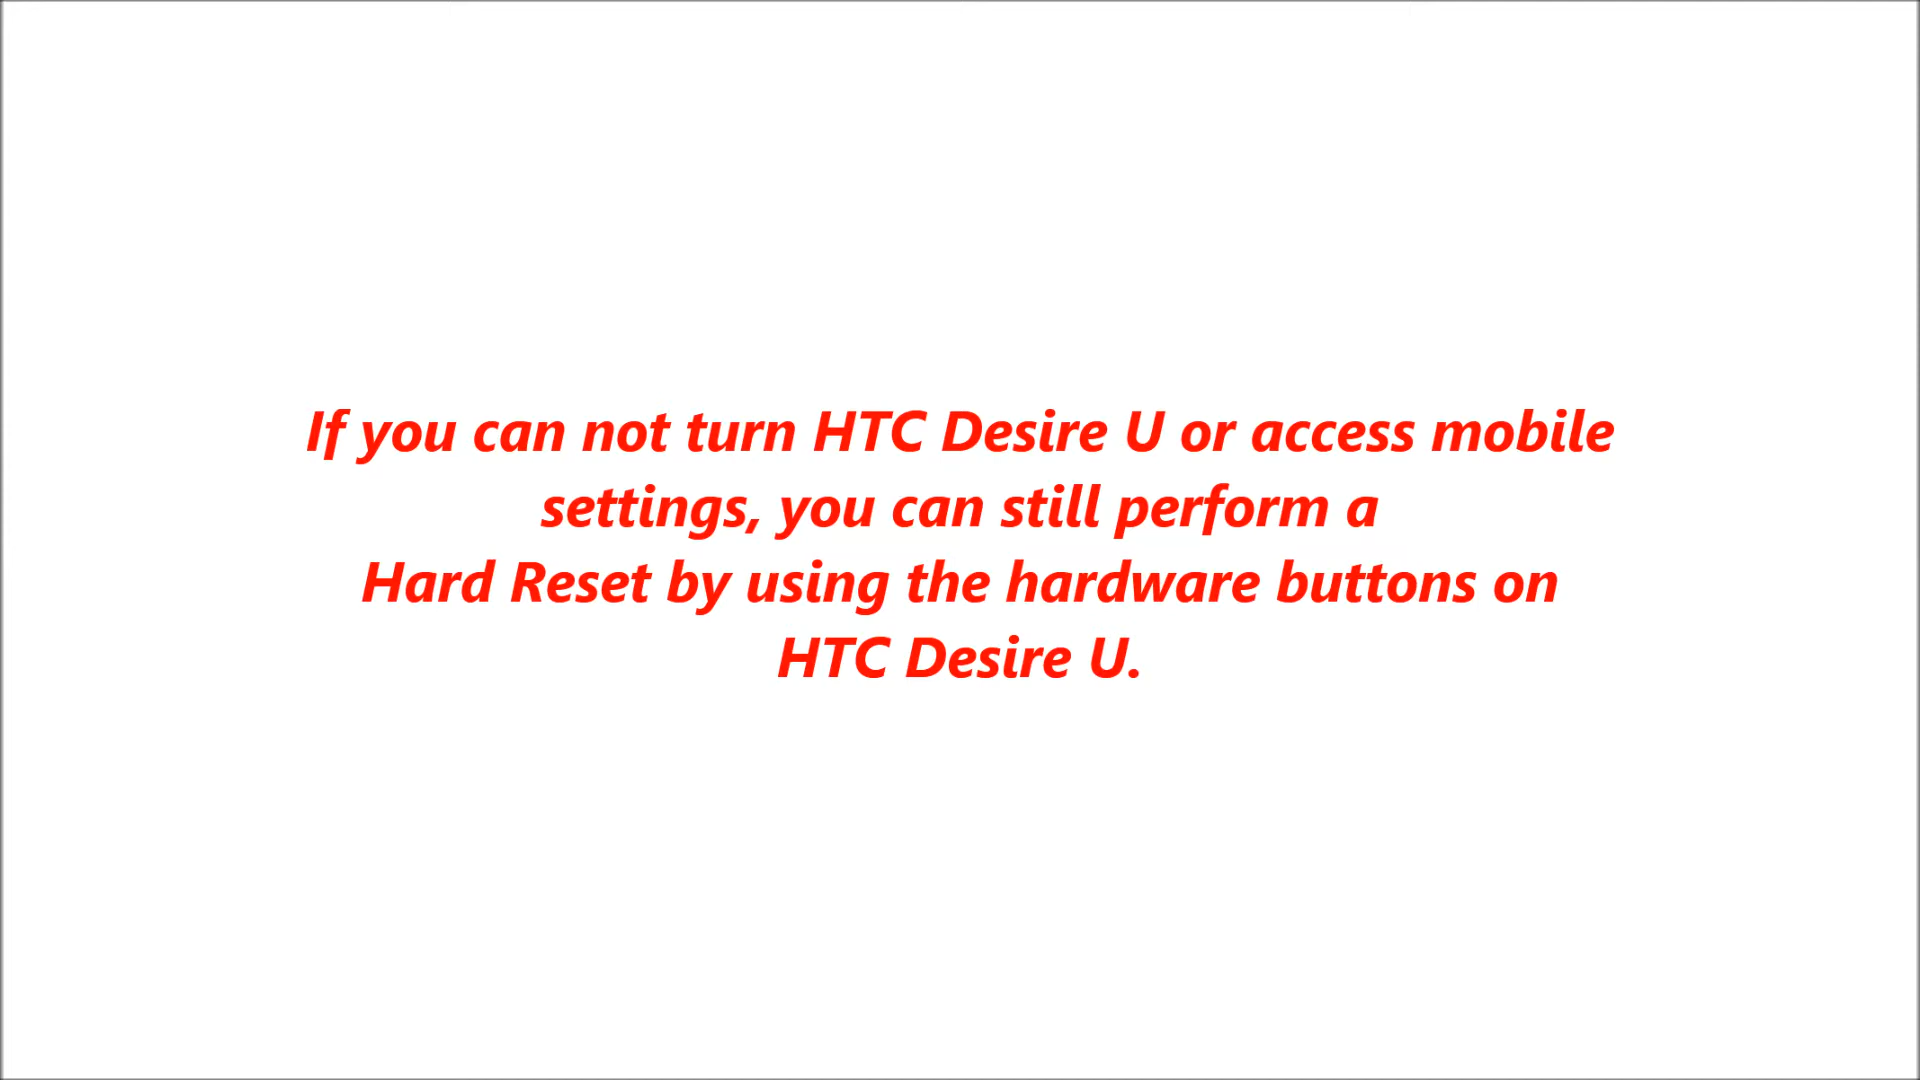 If you can not turn HTC Desire U or access mobile
settings, you can still perform a
Hard Reset by using the hardware buttons on
HTC Desire U.